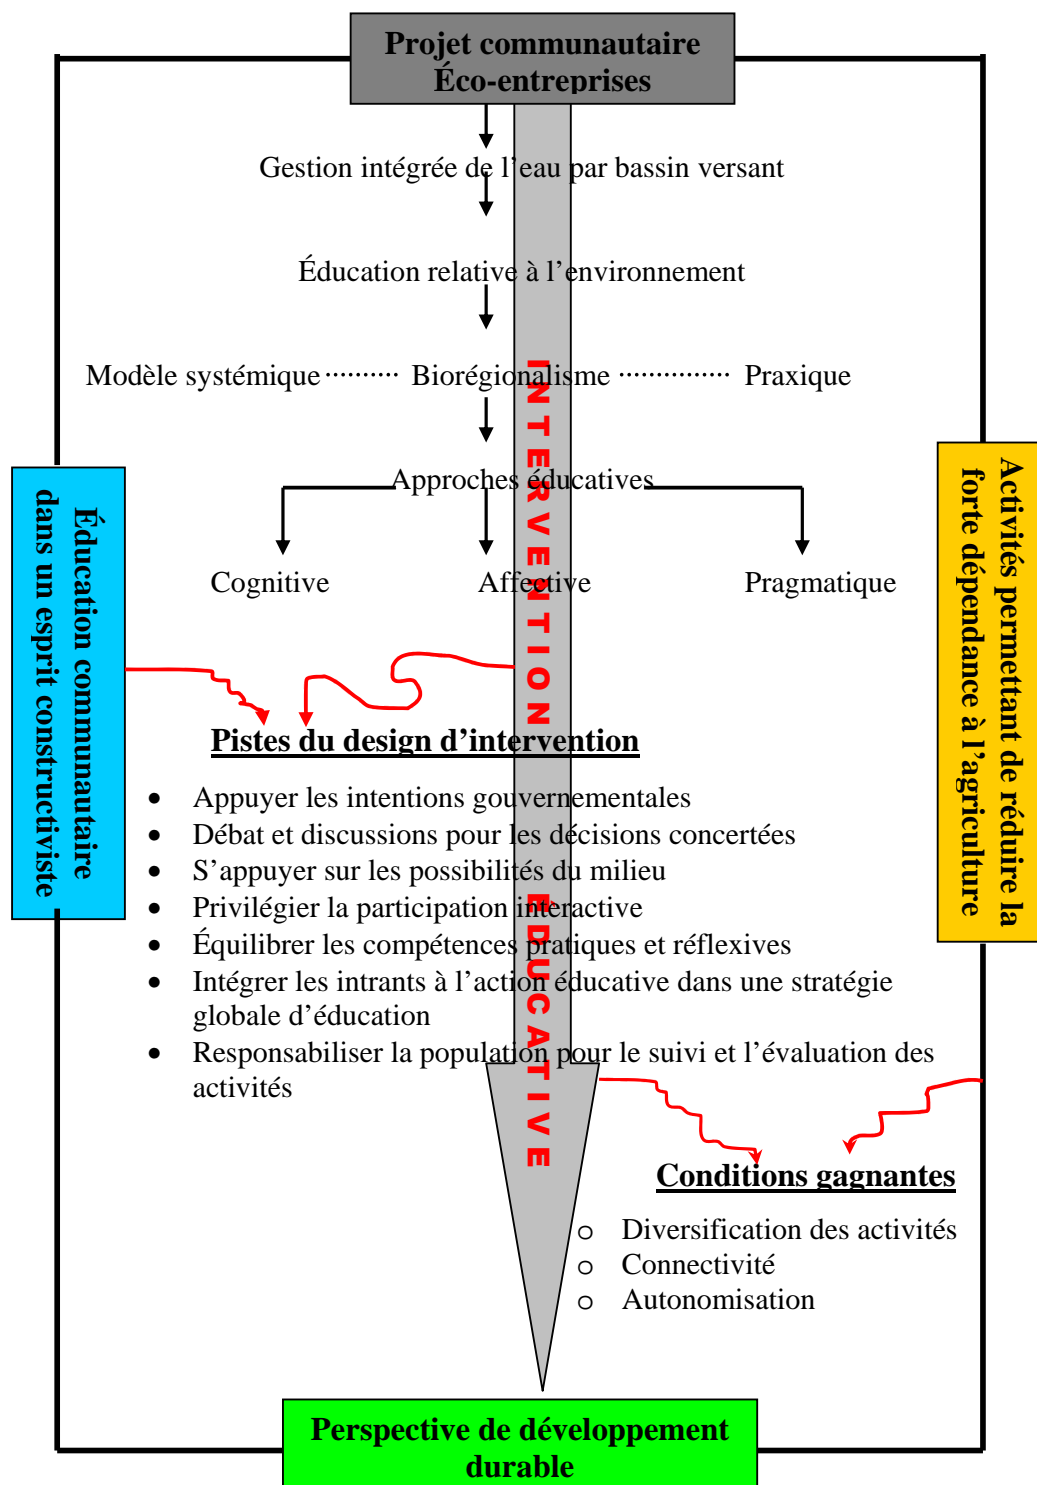 Projet communautaire
Éco-entreprises
Gestion intégrée de l’eau par bassin versant
Éducation relative à l’environnement
Modèle systémique ·········· Biorégionalisme ··············· Praxique
Approches éducatives
Cognitive Affective Pragmatique
INTERVENTION ÉDUCATIVE
Éducation communautaire
dans un esprit constructiviste
Activités permettant de réduire la
forte dépendance à l’agriculture
Pistes du design d’intervention
• Appuyer les intentions gouvernementales
• Débat et discussions pour les décisions concertées
• S’appuyer sur les possibilités du milieu
• Privilégier la participation interactive
• Équilibrer les compétences pratiques et réflexives
• Intégrer les intrants à l’action éducative dans une stratégie
globale d’éducation
• Responsabiliser la population pour le suivi et l’évaluation des
activités
Conditions gagnantes
o Diversification des activités
o Connectivité
o Autonomisation
Perspective de développement
durable